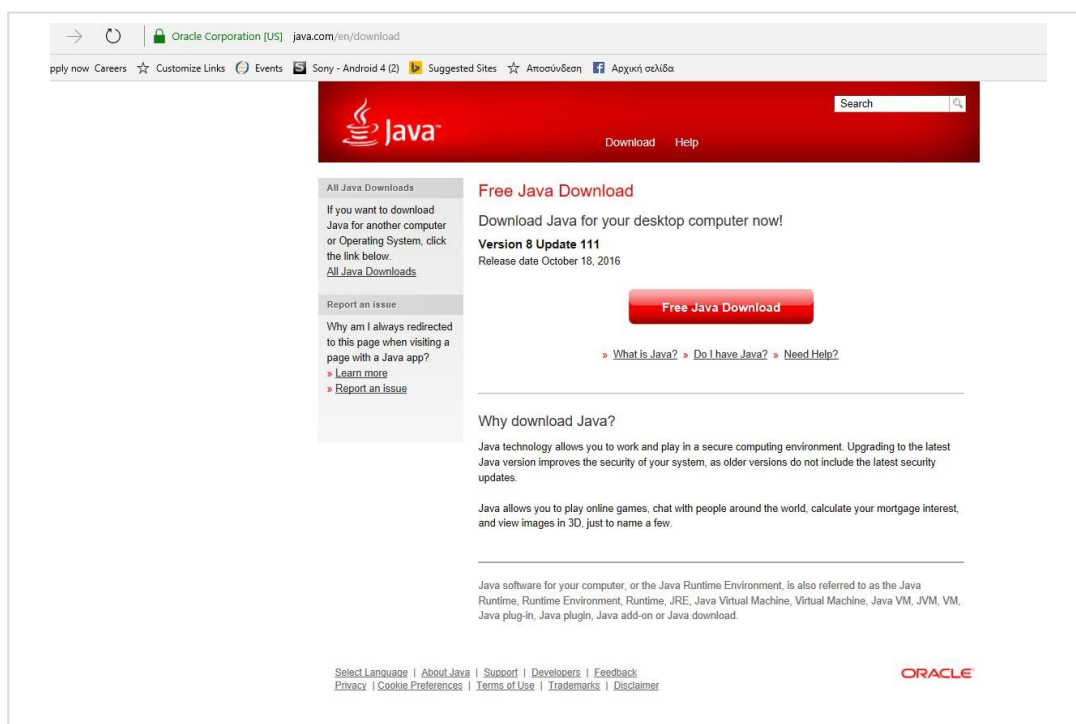 Oracle Corporation [US] java.com/en/download
pply now Careers Customize Links Events Sony - Android 4 (2) Suggested Sites Αποσύνδεση Αρχική σελίδα
Java™
Search
Download Help
All Java Downloads
If you want to download
Java for another computer
or Operating System, click
the link below.
All Java Downloads
Report an issue
Why am I always redirected
to this page when visiting a
page with a Java app?
» Learn more
» Report an issue
Free Java Download
Download Java for your desktop computer now!
Version 8 Update 111
Release date October 18, 2016
Free Java Download
» What is Java? » Do I have Java? » Need Help?
Why download Java?
Java technology allows you to work and play in a secure computing environment. Upgrading to the latest
Java version improves the security of your system, as older versions do not include the latest security
updates.
Java allows you to play online games, chat with people around the world, calculate your mortgage interest,
and view images in 3D, just to name a few.
Java software for your computer, or the Java Runtime Environment, is also referred to as the Java
Runtime, Runtime Environment, Runtime, JRE, Java Virtual Machine, Virtual Machine, Java VM, JVM, VM,
Java plug-in, Java plugin, Java add-on or Java download.
Select Language | About Java | Support | Developers | Feedback
Privacy | Cookie Preferences | Terms of Use | Trademarks | Disclaimer
ORACLE